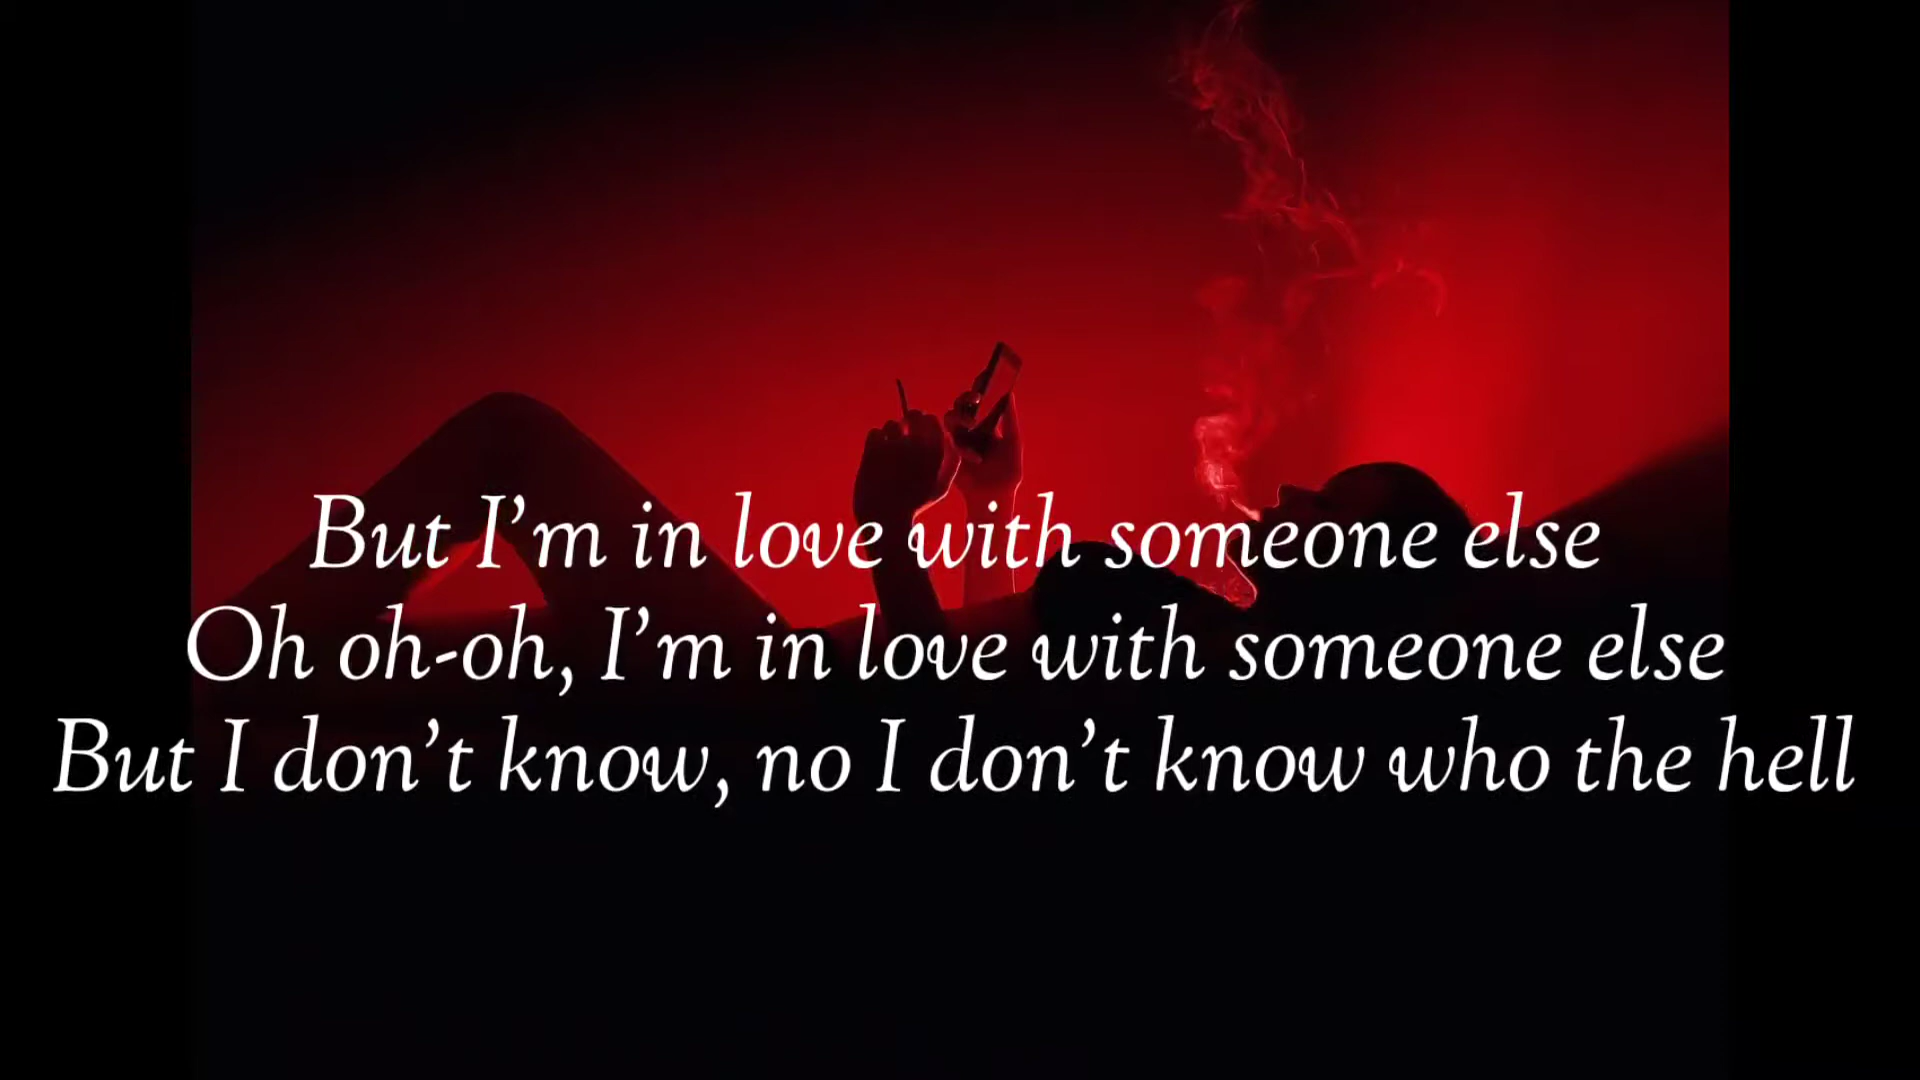 But I’m in love with someone else
Oh oh-oh, I’m in love with someone else
But I don’t know, no I don’t know who the hell